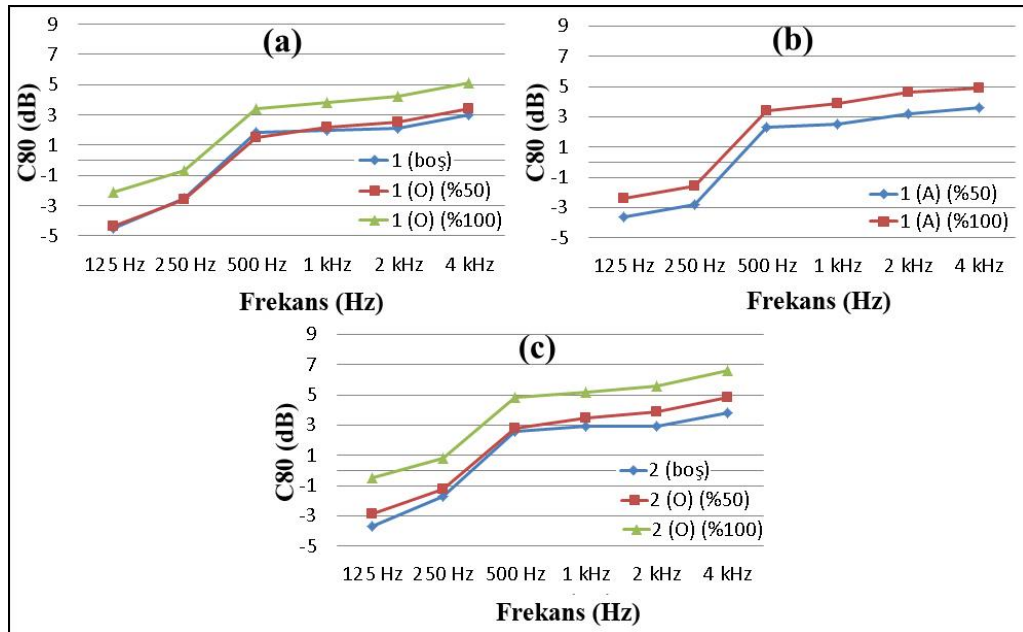 (a)
C80 (dB)
9
7
5
3
1
-1
-3
-5
125 Hz 250 Hz 500 Hz 1 kHz 2 kHz 4 kHz
Frekans (Hz)
1 (boş)
1 (O) (%50)
1 (O) (%100)
(b)
C80 (dB)
9
7
5
3
1
-1
-3
-5
125 Hz 250 Hz 500 Hz 1 kHz 2 kHz 4 kHz
Frekans (Hz)
1 (A) (%50)
1 (A) (%100)
(c)
C80 (dB)
9
7
5
3
1
-1
-3
-5
125 Hz 250 Hz 500 Hz 1 kHz 2 kHz 4 kHz
Frekans (Hz)
2 (boş)
2 (O) (%50)
2 (O) (%100)